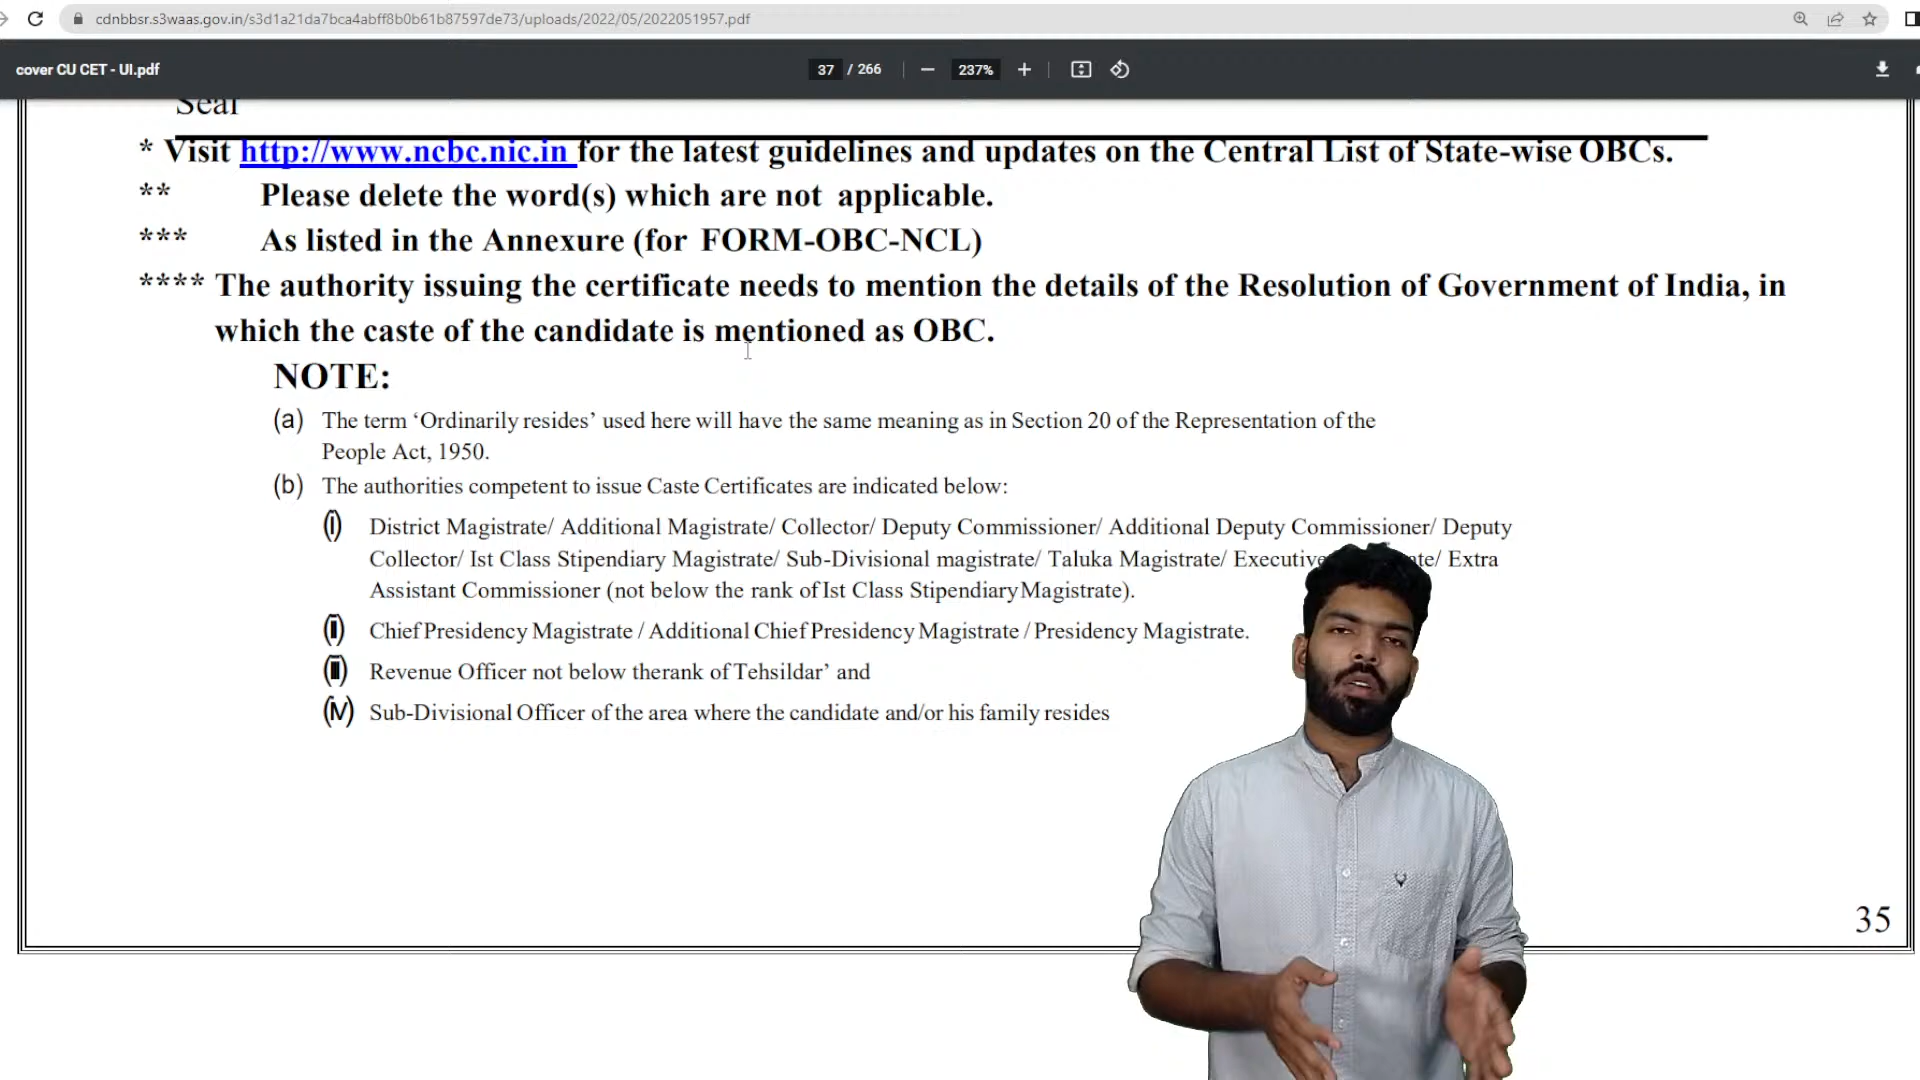 cdnbbsr.s3waas.gov.in/s3d1a21da7bca4abff8b0b61b87597de73/uploads/2022/05/2022051957.pdf
cover CU CET - UI.pdf
37 / 266
237%
Seal
* Visit http://www.ncbc.nic.in for the latest guidelines and updates on the Central List of State-wise OBCs.
** Please delete the word(s) which are not applicable.
*** As listed in the Annexure (for FORM-OBC-NCL)
**** The authority issuing the certificate needs to mention the details of the Resolution of Government of India, in
which the caste of the candidate is mentioned as OBC.
NOTE:
(a) The term ‘Ordinarily resides’ used here will have the same meaning as in Section 20 of the Representation of the
People Act, 1950.
(b) The authorities competent to issue Caste Certificates are indicated below:
(i) District Magistrate/ Additional Magistrate/ Collector/ Deputy Commissioner/ Additional Deputy Commissioner/ Deputy
Collector/ Ist Class Stipendiary Magistrate/ Sub-Divisional magistrate/ Taluka Magistrate/ Executive / Extra
Assistant Commissioner (not below the rank of Ist Class Stipendiary Magistrate).
(ii) Chief Presidency Magistrate / Additional Chief Presidency Magistrate / Presidency Magistrate.
(iii) Revenue Officer not below therank of Tehsildar’ and
(iv) Sub-Divisional Officer of the area where the candidate and/or his family resides
35